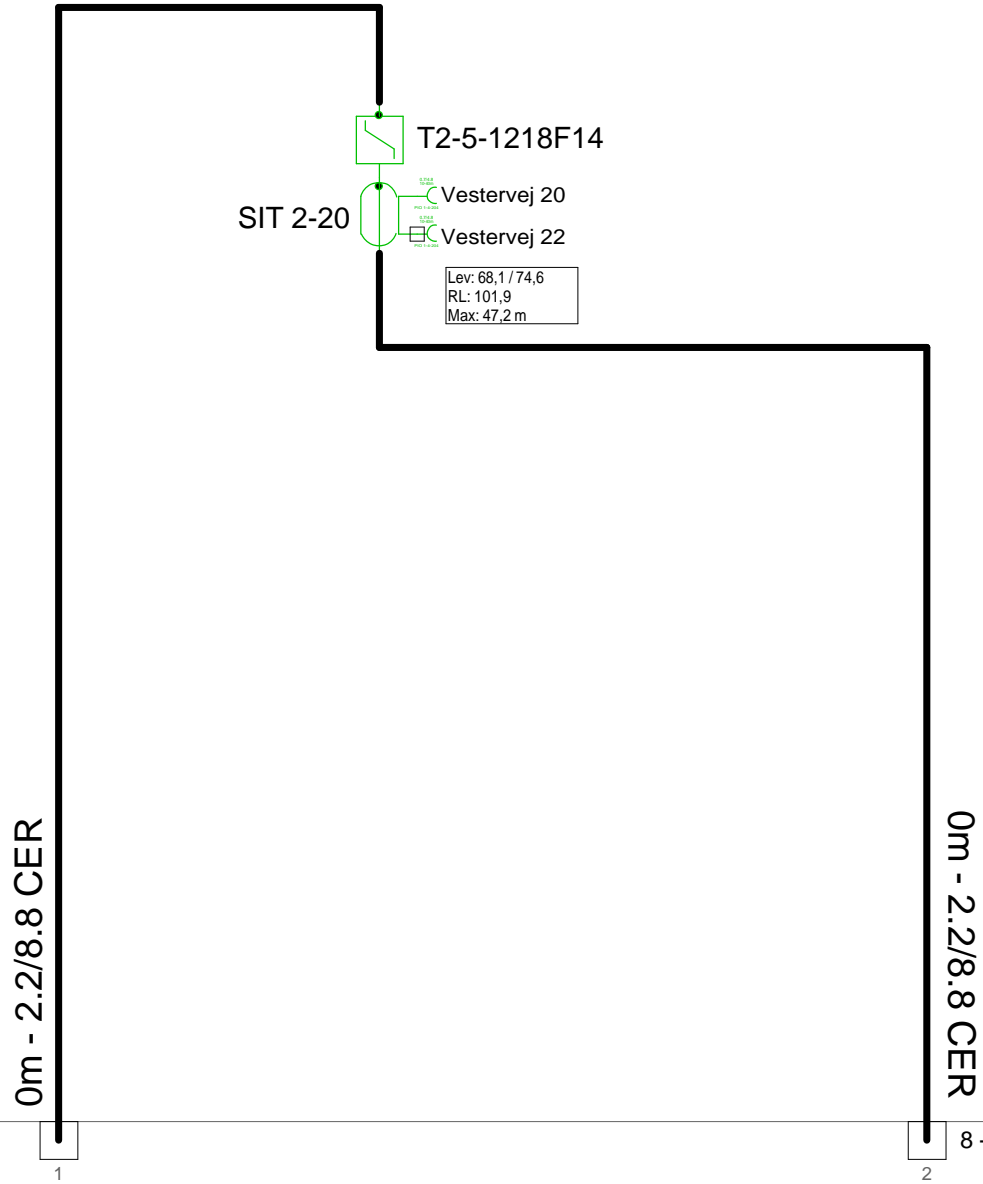 T2-5-1218F14
SIT 2-20
Vestervej 20
Vestervej 22
Lev: 68,1 / 74,6
RL: 101,9
Max: 47,2 m
0m - 2.2/8.8 CER
0m - 2.2/8.8 CER
8 -
1
2